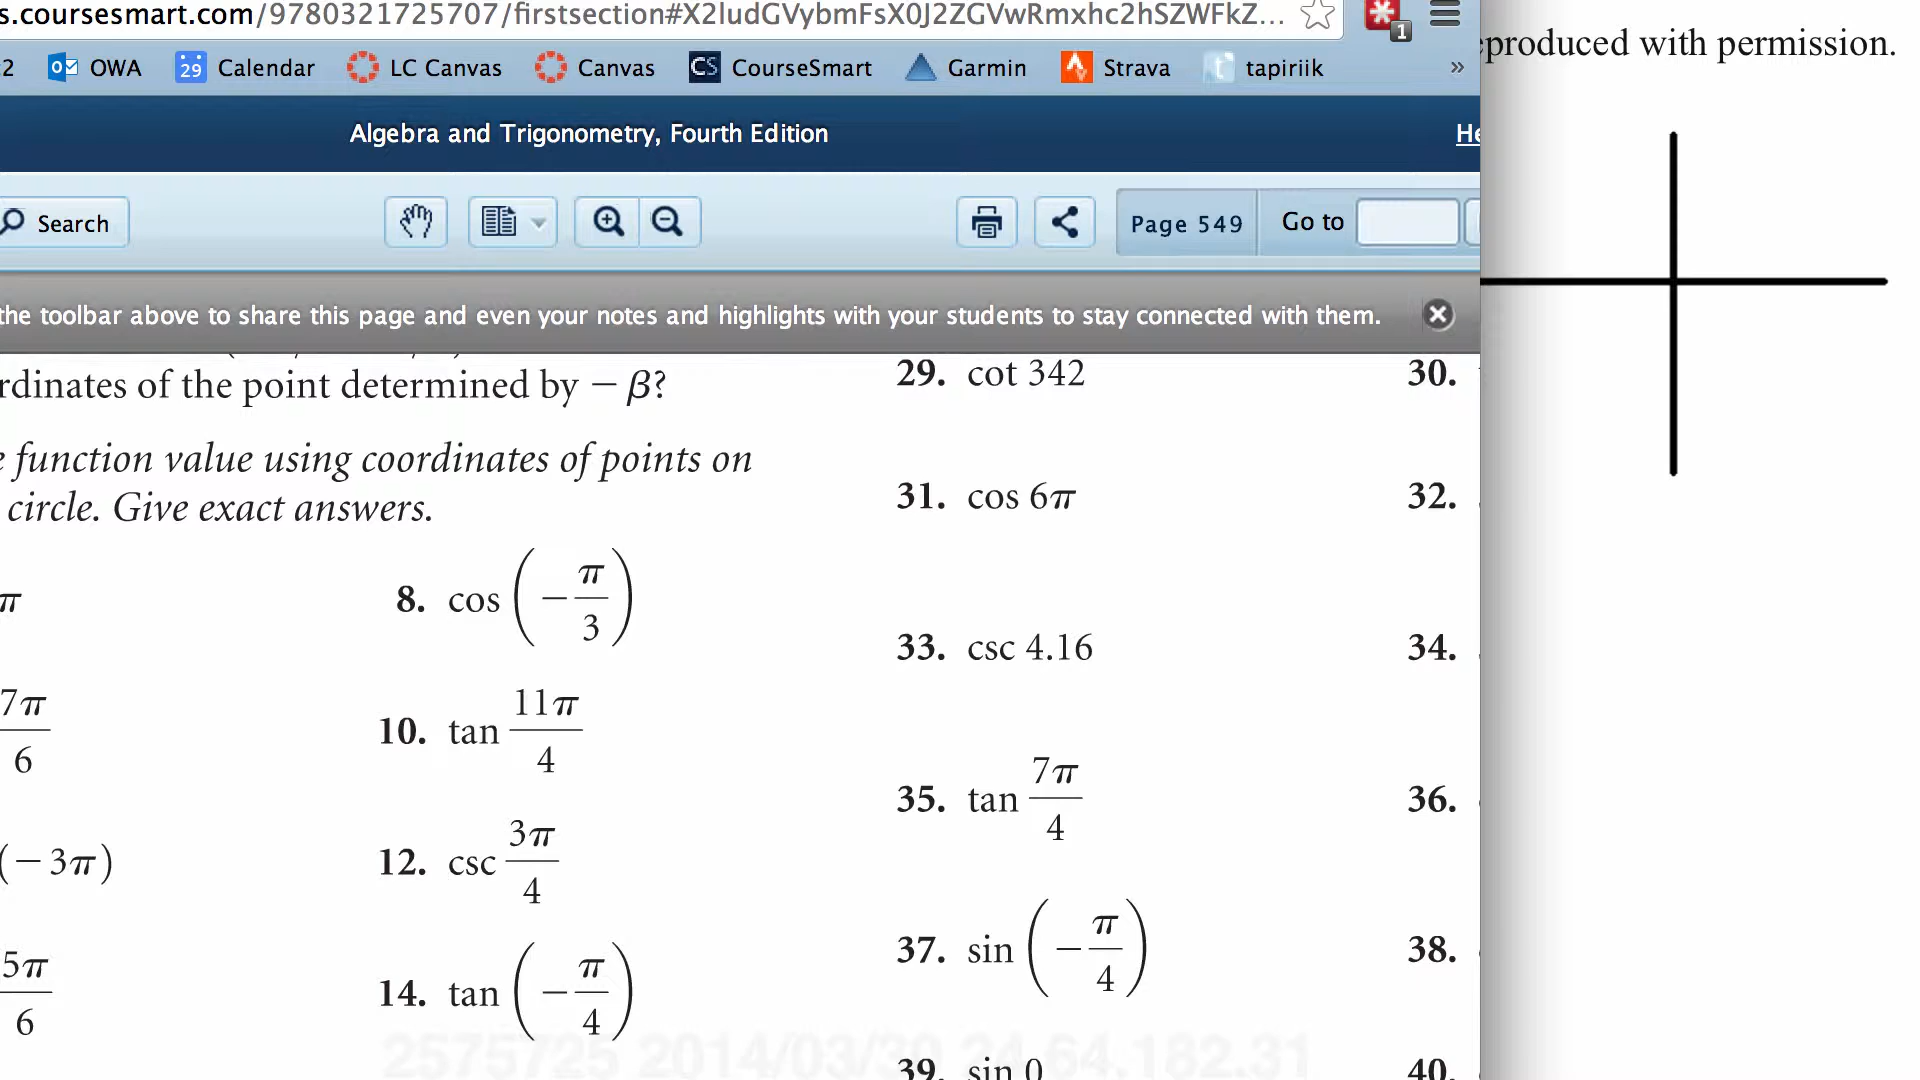 s.coursesmart.com/9780321725707/firstsection#X2ludGVybmFsX0J2ZGVwRmxhc2hSZWFkZ...
1
2 OWA 29 Calendar LC Canvas Canvas CS CourseSmart Garmin Strava t tapiriik »
eproduced with permission.
Algebra and Trigonometry, Fourth Edition He
Search Page 549 Go to
the toolbar above to share this page and even your notes and highlights with your students to stay connected with them.
rdinates of the point determined by − β?
e function value using coordinates of points on
circle. Give exact answers.
π
8. cos (− π/3)
7π/6
10. tan 11π/4
(− 3π)
12. csc 3π/4
5π/6
14. tan (− π/4)
29. cot 342 30.
31. cos 6π 32.
33. csc 4.16 34.
35. tan 7π/4 36.
37. sin (− π/4) 38.
39. sin 0 40.